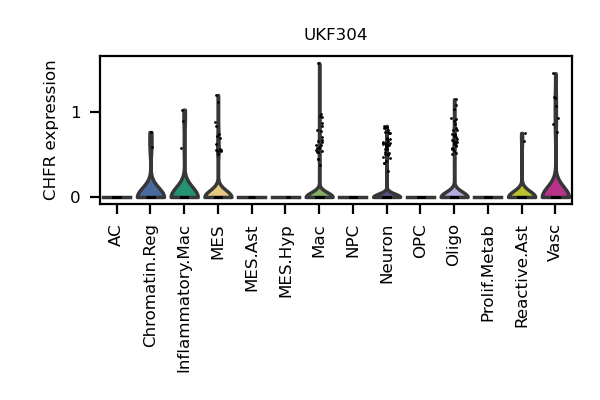 UKF304
CHFR expression
1
0
AC
Chromatin.Reg
Inflammatory.Mac
MES
MES.Ast
MES.Hyp
Mac
NPC
Neuron
OPC
Oligo
Prolif.Metab
Reactive.Ast
Vasc